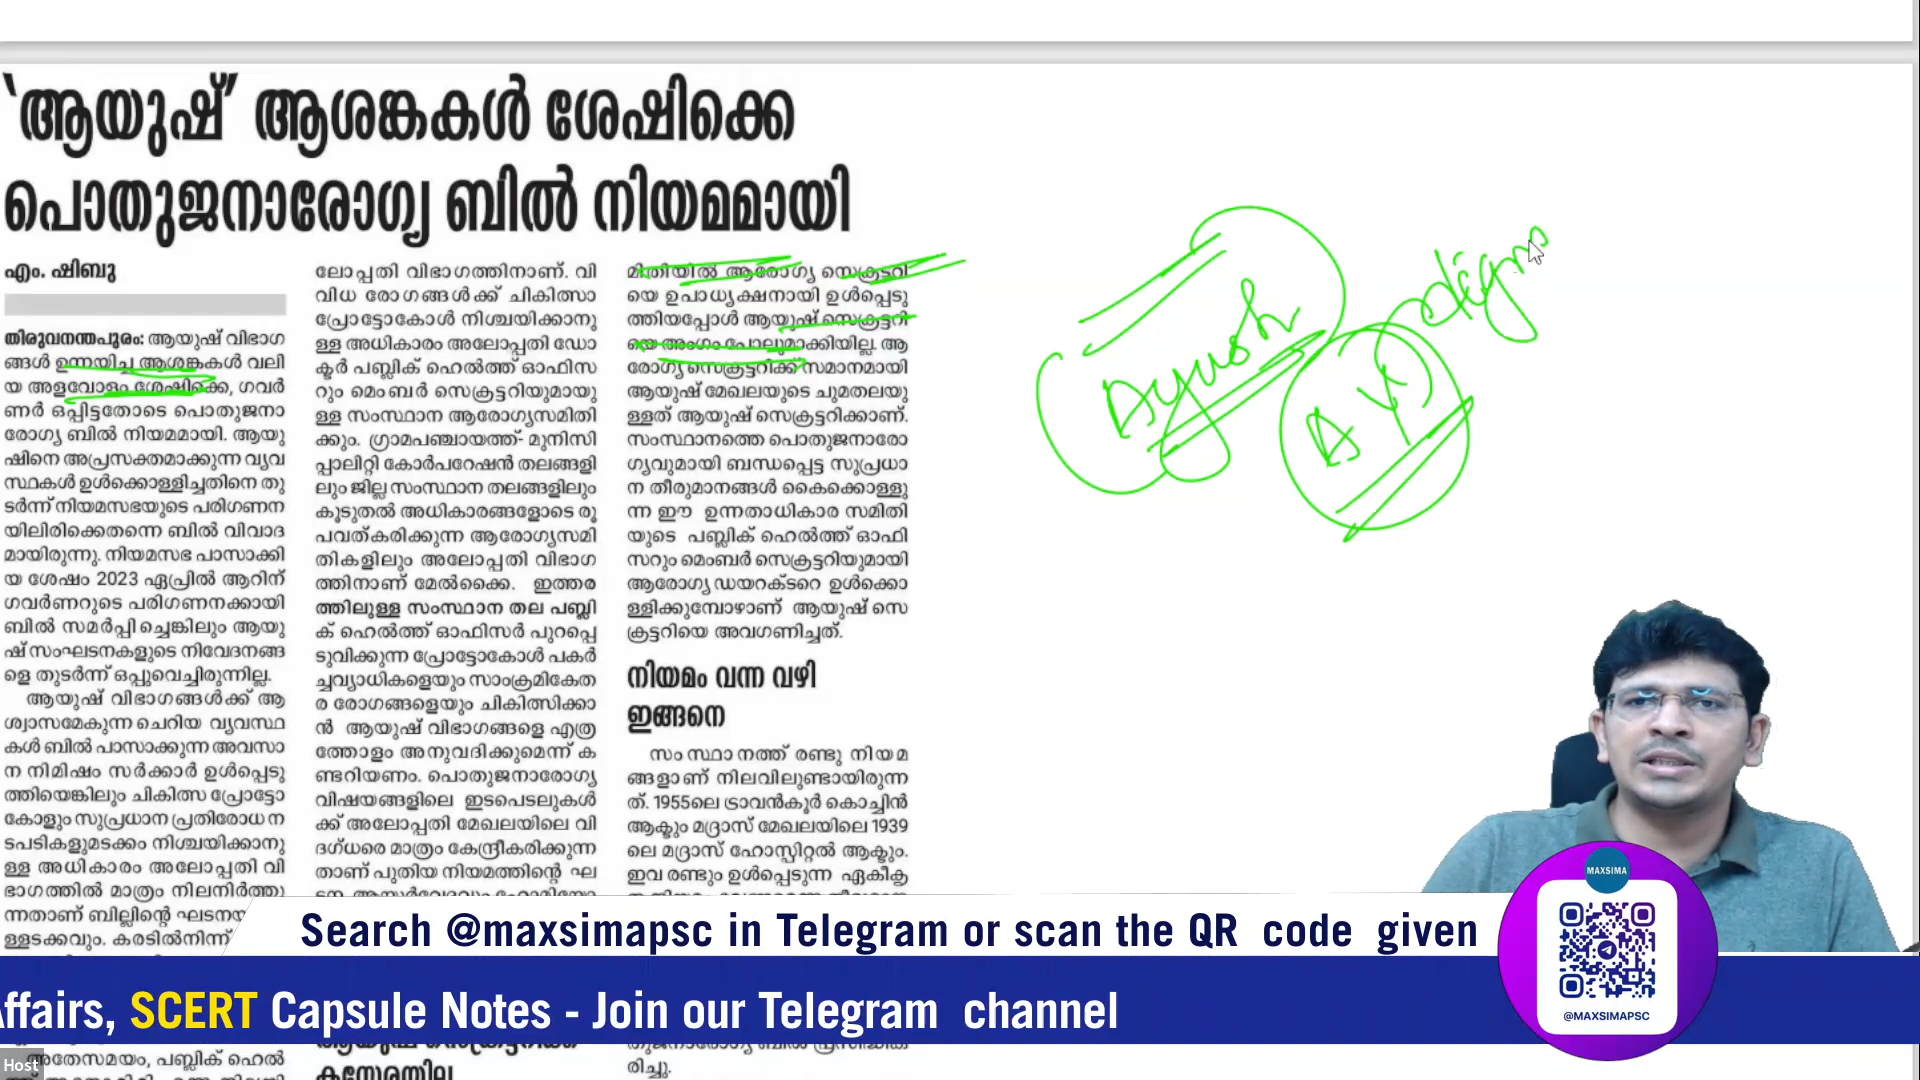 ‘ആയുഷ്’ ആശങ്കകൾ ശേഷിക്കെ
പൊതുജനാരോഗ്യ ബിൽ നിയമമായി
എം. ഷിബു
തിരുവനന്തപുരം: ആയുഷ് വിഭാഗ
ങ്ങൾ ഉന്നയിച്ച ആശങ്കകൾ വലി
യ അളവോളം ശേഷിക്കെ, ഗവർ
ണർ ഒപ്പിട്ടതോടെ പൊതുജനാ
രോഗ്യ ബിൽ നിയമമായി. ആയു
ഷിനെ അപ്രസക്തമാക്കുന്ന വ്യവ
സ്ഥകൾ ഉൾക്കൊള്ളിച്ചതിനെ തു
ടർന്ന് നിയമസഭയുടെ പരിഗണന
യിലിരിക്കെതന്നെ ബിൽ വിവാദ
മായിരുന്നു. നിയമസഭ പാസാക്കി
യ ശേഷം 2023 ഏപ്രിൽ ആറിന്
ഗവർണറുടെ പരിഗണനക്കായി
ബിൽ സമർപ്പി ച്ചെങ്കിലും ആയു
ഷ് സംഘടനകളുടെ നിവേദനങ്ങ
ളെ തുടർന്ന് ഒപ്പുവെച്ചിരുന്നില്ല.
ആയുഷ് വിഭാഗങ്ങൾക്ക് ആ
ശ്വാസമേകുന്ന ചെറിയ വ്യവസ്ഥ
കൾ ബിൽ പാസാക്കുന്ന അവസാ
ന നിമിഷം സർക്കാർ ഉൾപ്പെടു
ത്തിയെങ്കിലും ചികിത്സ പ്രോട്ടോ
കോളും സുപ്രധാന പ്രതിരോധ ന
ടപടികളുമടക്കം നിശ്ചയിക്കാനു
ള്ള അധികാരം അലോപ്പതി വി
ഭാഗത്തിൽ മാത്രം നിലനിർത്തു
ന്നതാണ് ബില്ലിന്റെ
ള്ളടക്കവും. കരടിൽനിന്ന്
അതേസമയം, പബ്ലിക് ഹെൽ
ലോപ്പതി വിഭാഗത്തിനാണ്. വി
വിധ രോഗങ്ങൾക്ക് ചികിത്സാ
പ്രോട്ടോകോൾ നിശ്ചയിക്കാനു
ള്ള അധികാരം അലോപ്പതി ഡോ
ക്ടർ പബ്ലിക് ഹെൽത്ത് ഓഫിസ
റും മെംബർ സെക്രട്ടറിയുമായു
ള്ള സംസ്ഥാന ആരോഗ്യസമിതി
ക്കും. ഗ്രാമപഞ്ചായത്ത്- മുനിസി
പ്പാലിറ്റി കോർപറേഷൻ തലങ്ങളി
ലും ജില്ല സംസ്ഥാന തലങ്ങളിലും
കൂടുതൽ അധികാരങ്ങളോടെ രൂ
പവത്കരിക്കുന്ന ആരോഗ്യസമി
തികളിലും അലോപ്പതി വിഭാഗ
ത്തിനാണ് മേൽക്കൈ. ഇത്തര
ത്തിലുള്ള സംസ്ഥാന തല പബ്ലി
ക് ഹെൽത്ത് ഓഫിസർ പുറപ്പെ
ടുവിക്കുന്ന പ്രോട്ടോകോൾ പകർ
ച്ചവ്യാധികളെയും സാംക്രമികേത
ര രോഗങ്ങളെയും ചികിത്സിക്കാ
ൻ ആയുഷ് വിഭാഗങ്ങളെ എത്ര
ത്തോളം അനുവദിക്കുമെന്ന് ക
ണ്ടറിയണം. പൊതുജനാരോഗ്യ
വിഷയങ്ങളിലെ ഇടപെടലുകൾ
ക്ക് അലോപ്പതി മേഖലയിലെ വി
ദഗ്ധരെ മാത്രം കേന്ദ്രീകരിക്കുന്ന
താണ് പുതിയ നിയമത്തിന്റെ ഘ
മിതിയിൽ ആരോഗ്യ സെക്രട്ടറി
യെ ഉപാധ്യക്ഷനായി ഉൾപ്പെടു
ത്തിയപ്പോൾ ആയുഷ് സെക്രട്ടറി
യെ അംഗം പോലുമാക്കിയില്ല. ആ
രോഗ്യ സെക്രട്ടറിക്ക് സമാനമായി
ആയുഷ് മേഖലയുടെ ചുമതലയു
ള്ളത് ആയുഷ് സെക്രട്ടറിക്കാണ്.
സംസ്ഥാനത്തെ പൊതുജനാരോ
ഗ്യവുമായി ബന്ധപ്പെട്ട സുപ്രധാ
ന തീരുമാനങ്ങൾ കൈക്കൊള്ളു
ന്ന ഈ ഉന്നതാധികാര സമിതി
യുടെ പബ്ലിക് ഹെൽത്ത് ഓഫി
സറും മെംബർ സെക്രട്ടറിയുമായി
ആരോഗ്യ ഡയറക്ടറെ ഉൾക്കൊ
ള്ളിക്കുമ്പോഴാണ് ആയുഷ് സെ
ക്രട്ടറിയെ അവഗണിച്ചത്.
നിയമം വന്ന വഴി
ഇങ്ങനെ
സംസ്ഥാനത്ത് രണ്ടു നിയമ
ങ്ങളാണ് നിലവിലുണ്ടായിരുന്ന
ത്. 1955ലെ ട്രാവൻകൂർ കൊച്ചിൻ
ആക്ടും മദ്രാസ് മേഖലയിലെ 1939
ലെ മദ്രാസ് ഹോസ്പിറ്റൽ ആക്ടും.
ഇവ രണ്ടും ഉൾപ്പെടുന്ന ഏകീകൃ
രിച്ചു.
Ayush
MAXSIMA
@MAXSIMAPSC
Search @maxsimapsc in Telegram or scan the QR code given
ffairs, SCERT Capsule Notes - Join our Telegram channel
Host